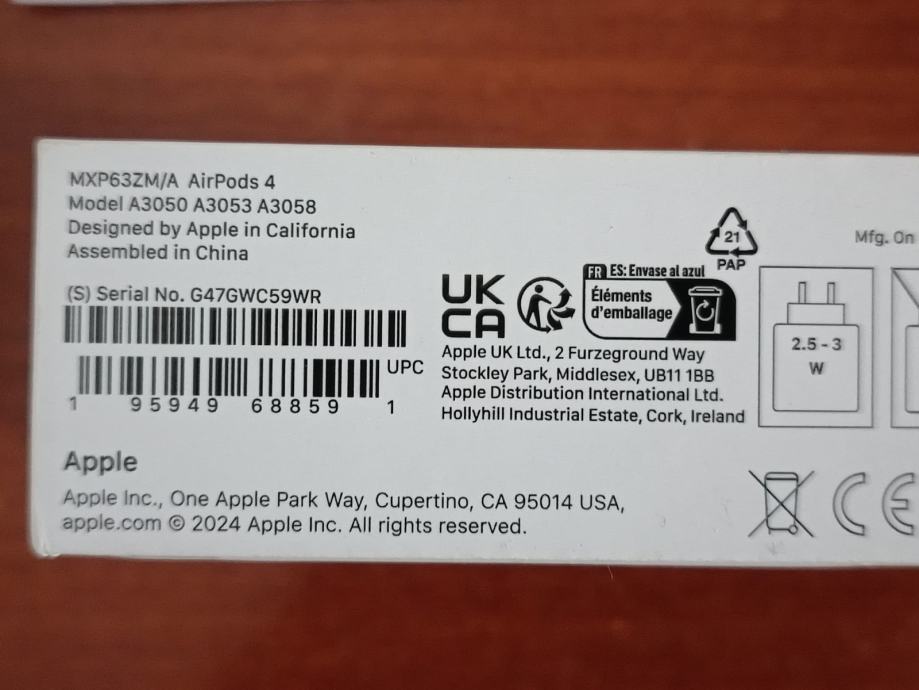 MXP63ZM/A AirPods 4
Model A3050 A3053 A3058
Designed by Apple in California
Assembled in China
(S) Serial No. G47GWC59WR
UPC
1 95949 68859 1
UK
CA
FR ES: Envase al azul
Éléments
d'emballage
21
PAP
Apple UK Ltd., 2 Furzeground Way
Stockley Park, Middlesex, UB11 1BB
Apple Distribution International Ltd.
Hollyhill Industrial Estate, Cork, Ireland
Mfg. On
2.5 - 3
W
Apple
Apple Inc., One Apple Park Way, Cupertino, CA 95014 USA,
apple.com © 2024 Apple Inc. All rights reserved.
CE